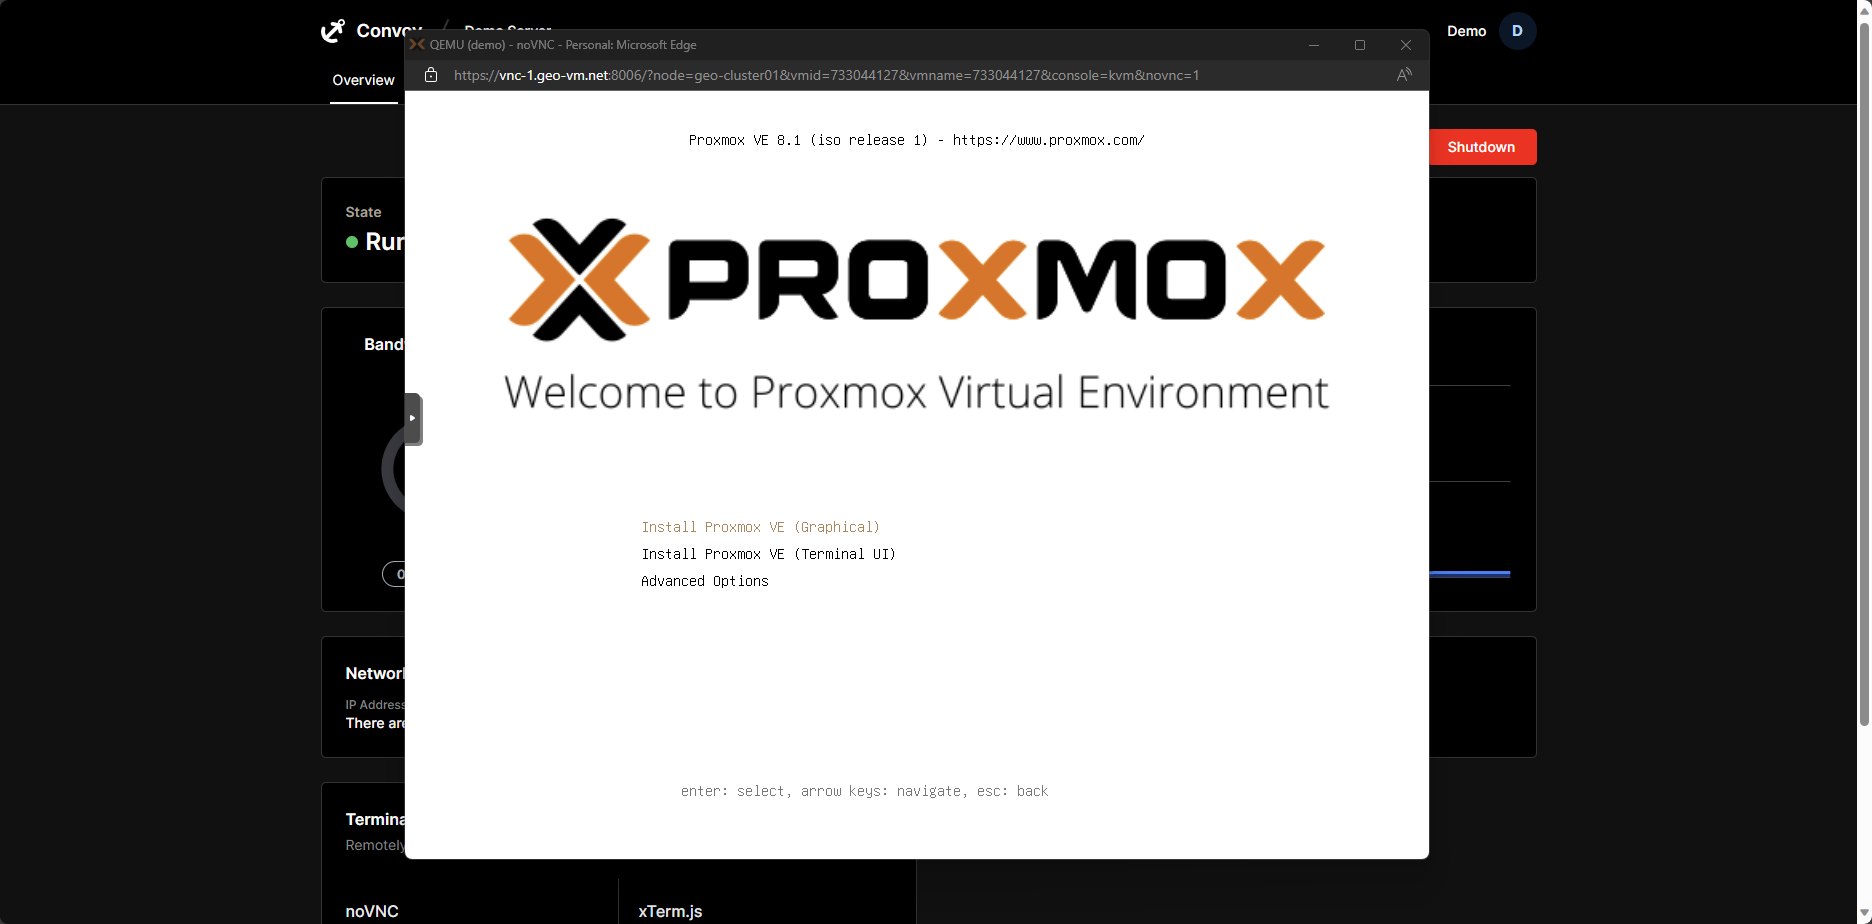 Convoy / Demo Server
Demo D
QEMU (demo) - noVNC - Personal: Microsoft Edge
Overview
https://vnc-1.geo-vm.net:8006/?node=geo-cluster01&vmid=733044127&vmname=733044127&console=kvm&novnc=1
Proxmox VE 8.1 (iso release 1) - https://www.proxmox.com/
Shutdown
State
Run
PROXMOX
Band
Welcome to Proxmox Virtual Environment
Install Proxmox VE (Graphical)
Install Proxmox VE (Terminal UI)
Advanced Options
0
Network
IP Address
There are
enter: select, arrow keys: navigate, esc: back
Termina
Remotely
noVNC
xTerm.js